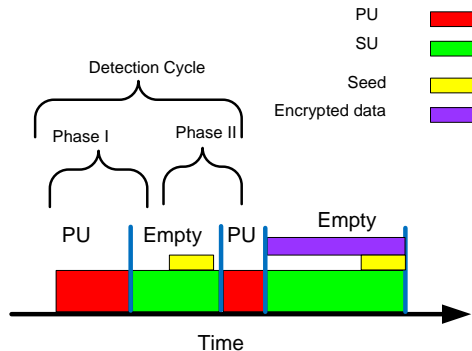 PU
SU
Seed
Encrypted data
Detection Cycle
Phase I
Phase II
PU
Empty
PU
Empty
Time